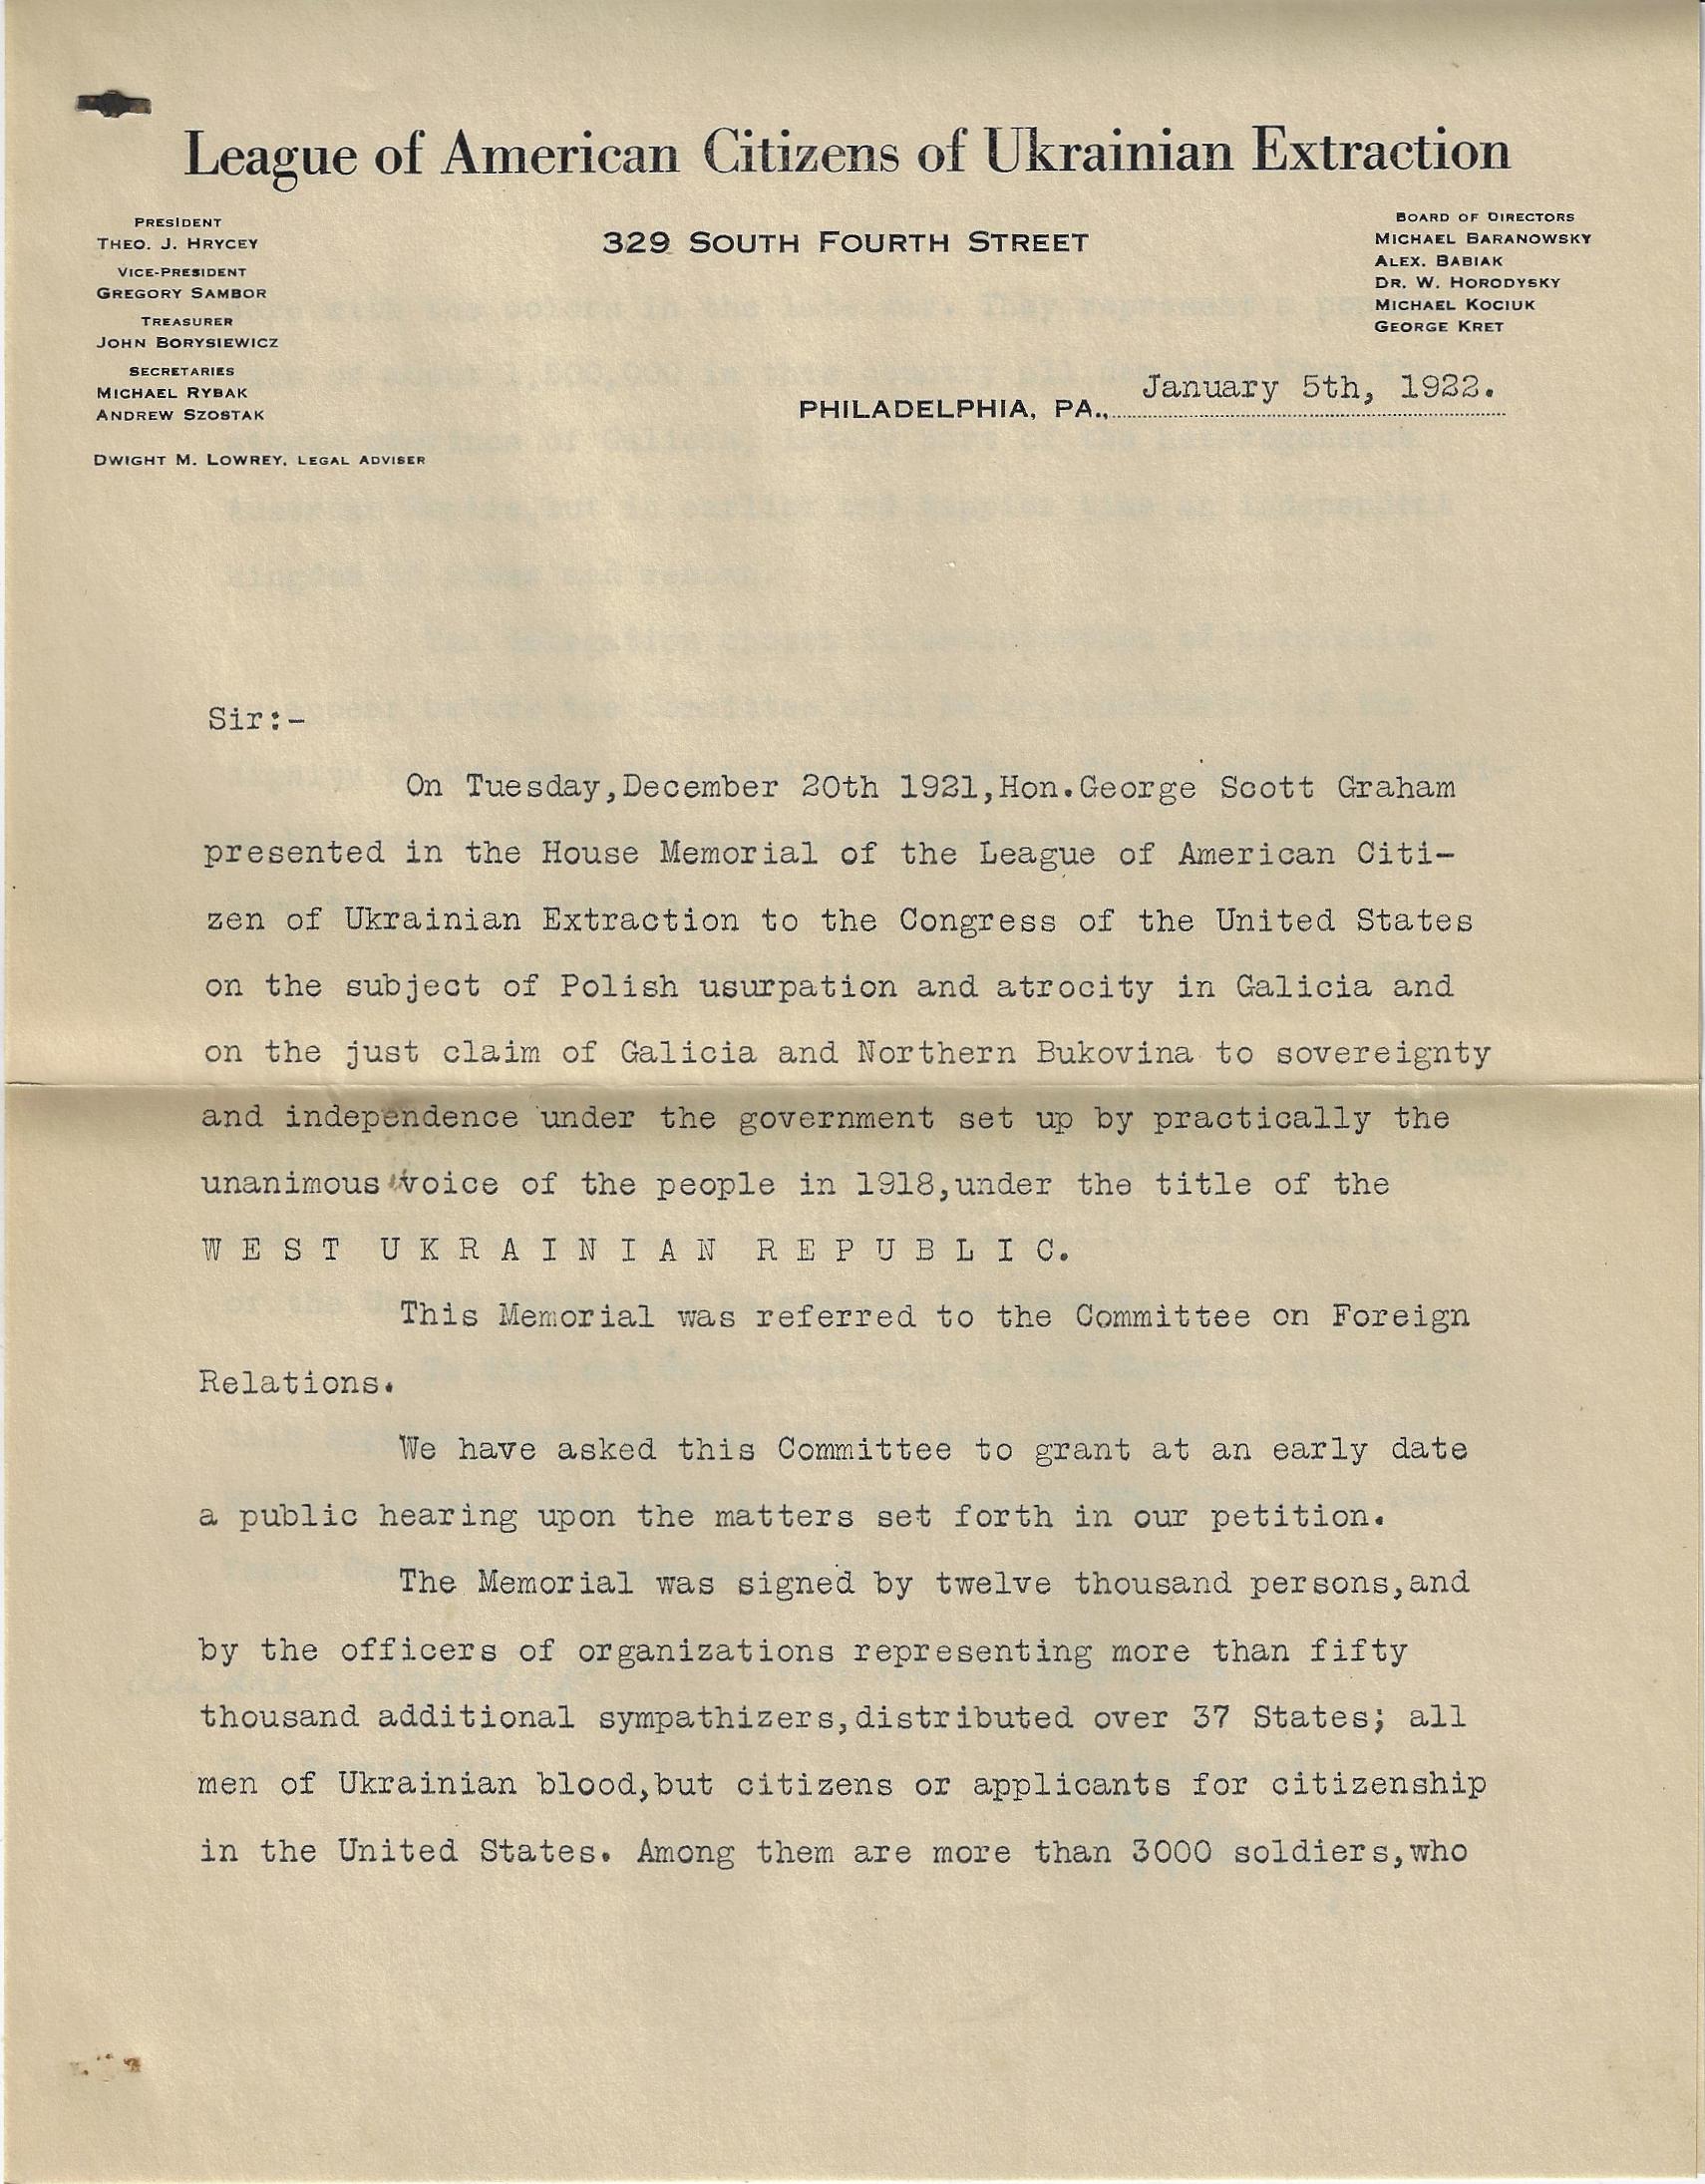 League of American Citizens of Ukrainian Extraction
329 SOUTH FOURTH STREET
PRESIDENT
THEO. J. HRYCEY
VICE-PRESIDENT
GREGORY SAMBOR
TREASURER
JOHN BORYSIEWICZ
SECRETARIES
MICHAEL RYBAK
ANDREW SZOSTAK
DWIGHT M. LOWREY, LEGAL ADVISER
BOARD OF DIRECTORS
MICHAEL BARANOWSKY
ALEX. BABIAK
DR. W. HORODYSKY
MICHAEL KOCIUK
GEORGE KRET
PHILADELPHIA, PA., January 5th, 1922.
Sir:-
On Tuesday,December 20th 1921,Hon.George Scott Graham
presented in the House Memorial of the League of American Citi-
zen of Ukrainian Extraction to the Congress of the United States
on the subject of Polish usurpation and atrocity in Galicia and
on the just claim of Galicia and Northern Bukovina to sovereignty
and independence under the government set up by practically the
unanimous voice of the people in 1918,under the title of the
W E S T  U K R A I N I A N  R E P U B L I C.
This Memorial was referred to the Committee on Foreign
Relations.
We have asked this Committee to grant at an early date
a public hearing upon the matters set forth in our petition.
The Memorial was signed by twelve thousand persons,and
by the officers of organizations representing more than fifty
thousand additional sympathizers,distributed over 37 States; all
men of Ukrainian blood,but citizens or applicants for citizenship
in the United States. Among them are more than 3000 soldiers,who